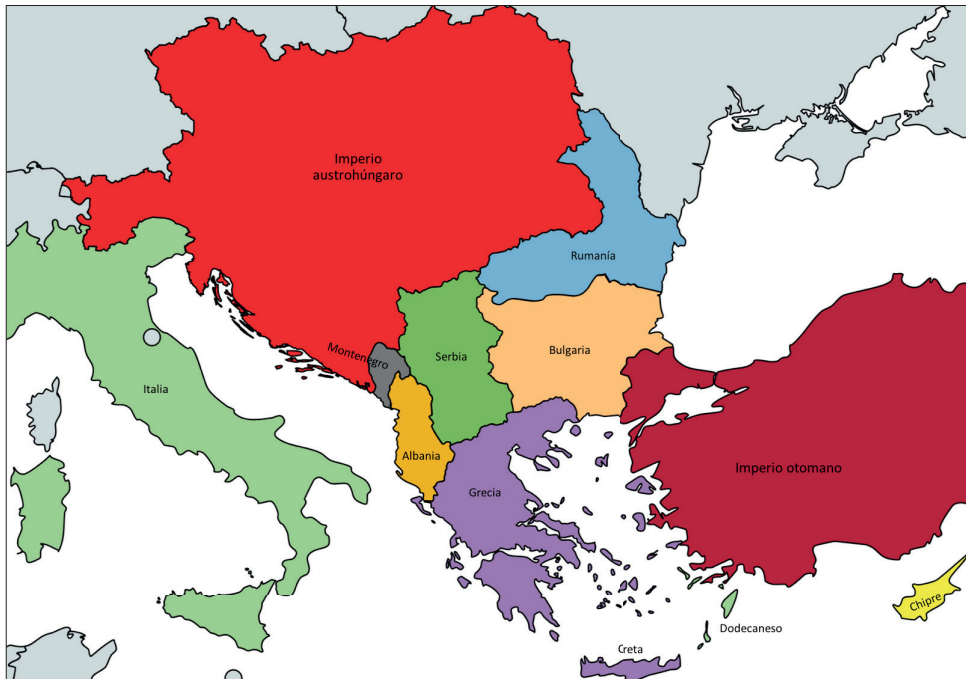 Imperio
austrohúngaro
Rumanía
Montenegro
Serbia
Bulgaria
Italia
Albania
Grecia
Imperio otomano
Chipre
Dodecaneso
Creta